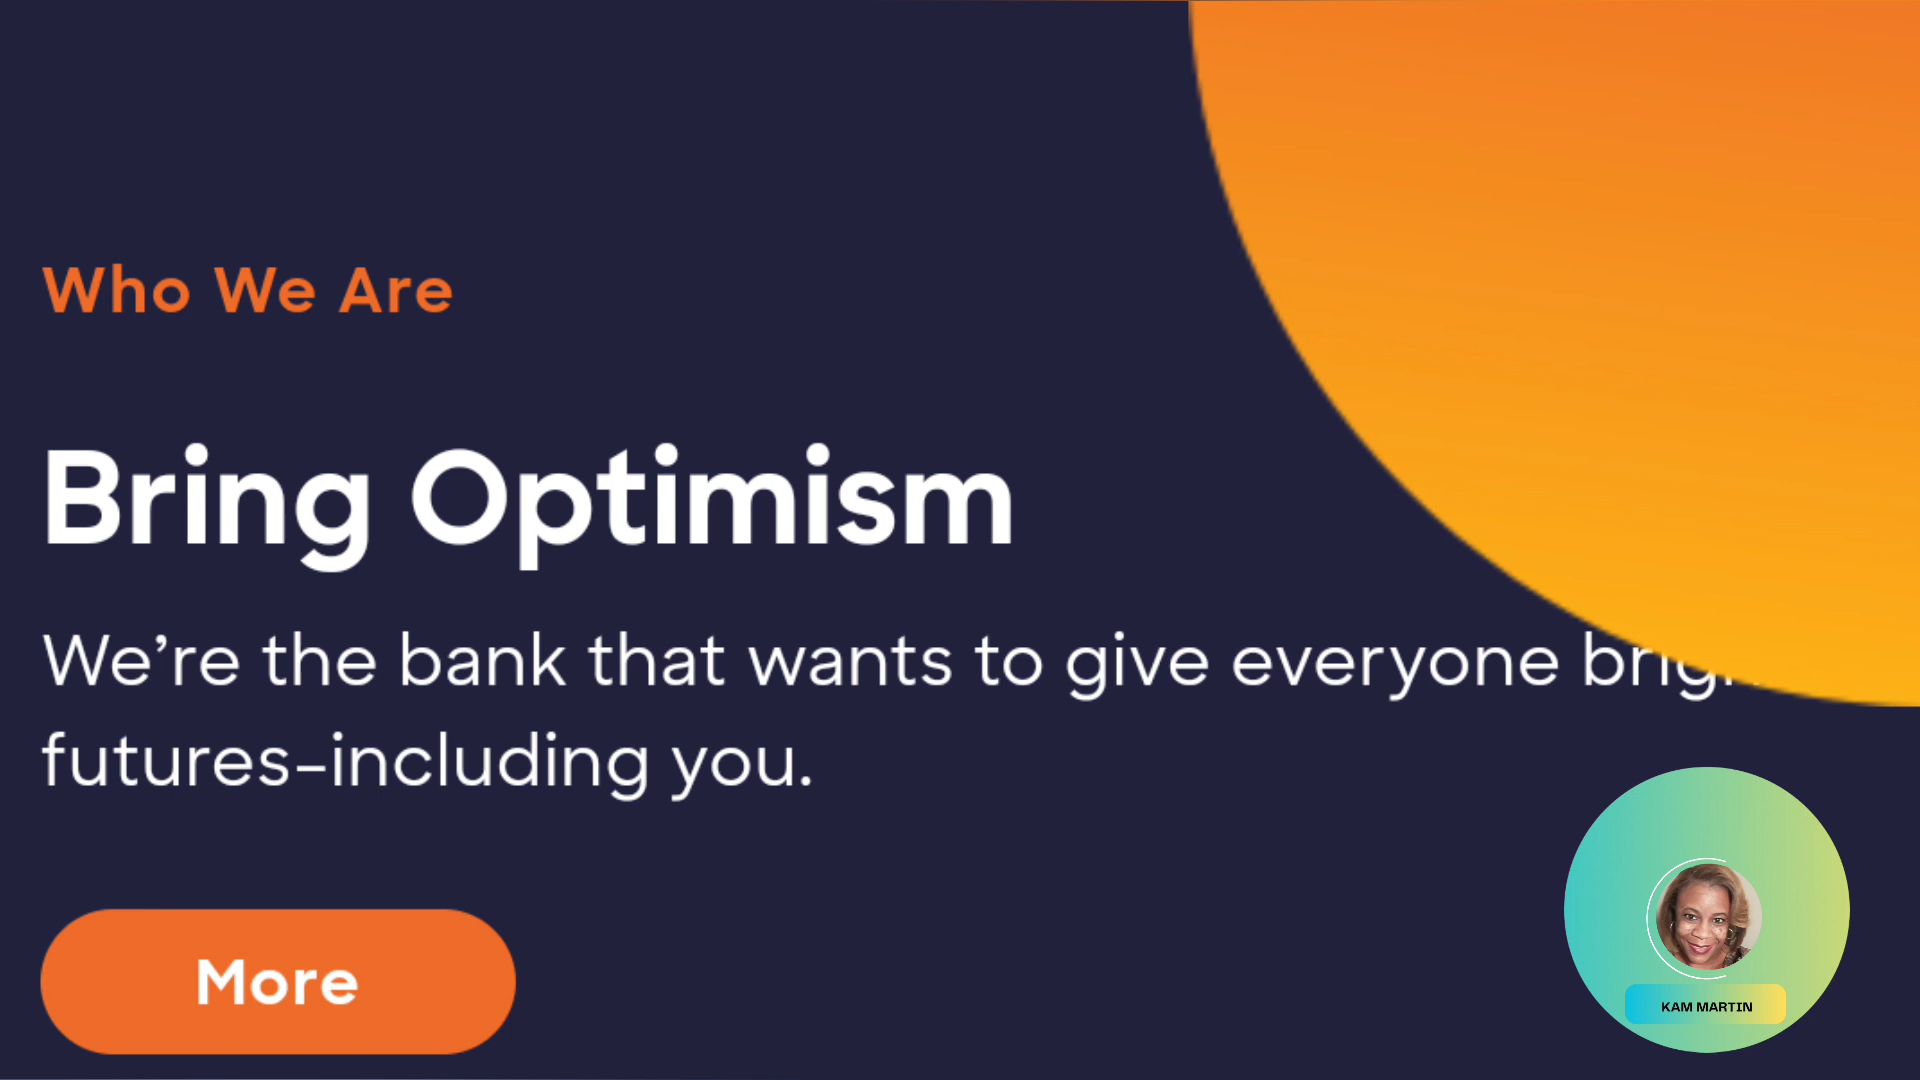 Who We Are
Bring Optimism
We’re the bank that wants to give everyone
futures–including you.
More
KAM MARTIN